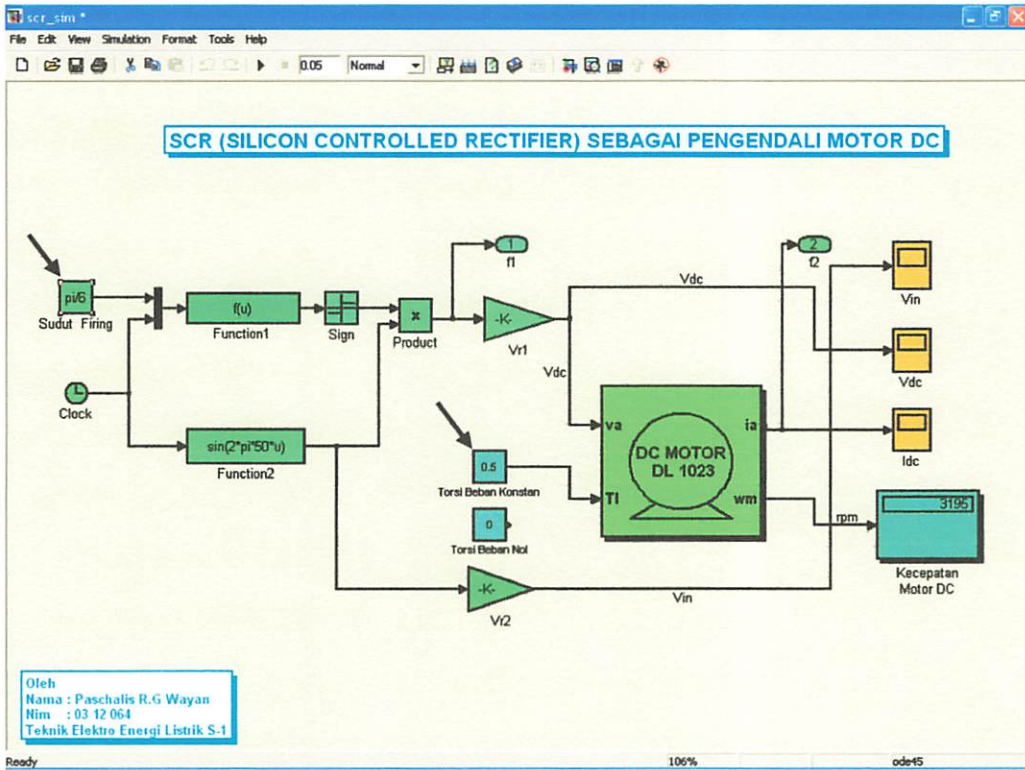 scr_sim *
File Edit View Simulation Format Tools Help
0.05 Normal
SCR (SILICON CONTROLLED RECTIFIER) SEBAGAI PENGENDALI MOTOR DC
pi/6
Sudut Firing
Clock
f(u)
Function1
Sign
×
Product
1
f1
-K-
Vr1
Vdc
Vdc
2
f2
Vin
Vdc
Idc
sin(2*pi*50*u)
Function2
0.5
Torsi Beban Konstan
0
Torsi Beban Nol
va
Tl
DC MOTOR
DL 1023
ia
wm
rpm
3195
Kecepatan
Motor DC
-K-
Vr2
Vin
Oleh
Nama : Paschalis R.G Wayan
Nim : 03 12 064
Teknik Elektro Energi Listrik S-1
Ready 106% ode45